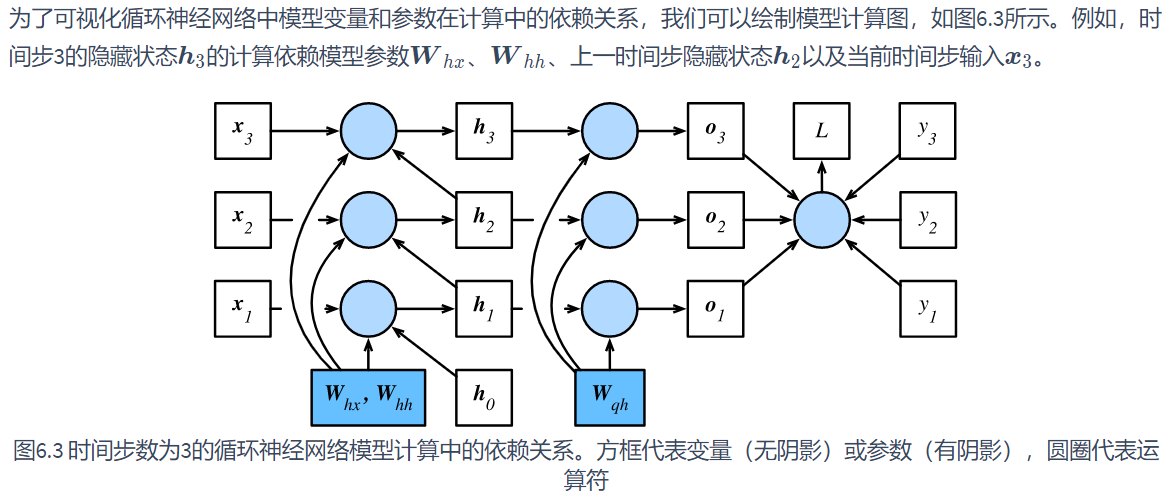 为了可视化循环神经网络中模型变量和参数在计算中的依赖关系，我们可以绘制模型计算图，如图6.3所示。例如，时
间步3的隐藏状态h₃的计算依赖模型参数W_hx、W_hh、上一时间步隐藏状态h₂以及当前时间步输入x₃。
x₃ h₃ o₃ L y₃
x₂ h₂ o₂ y₂
x₁ h₁ o₁ y₁
W_hx, W_hh h₀ W_qh
图6.3 时间步数为3的循环神经网络模型计算中的依赖关系。方框代表变量（无阴影）或参数（有阴影），圆圈代表运
算符